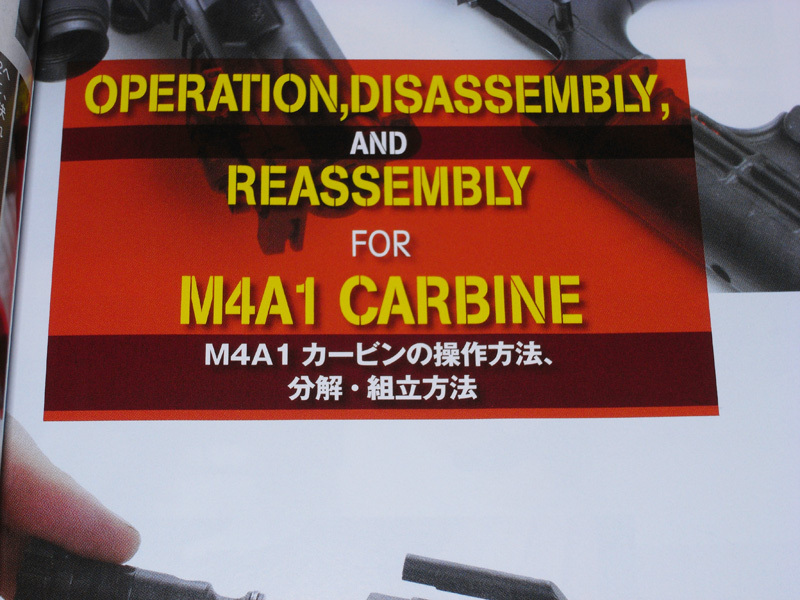 OPERATION,DISASSEMBLY,
AND
REASSEMBLY
FOR
M4A1 CARBINE
M4A1 カービンの操作方法、
分解・組立方法